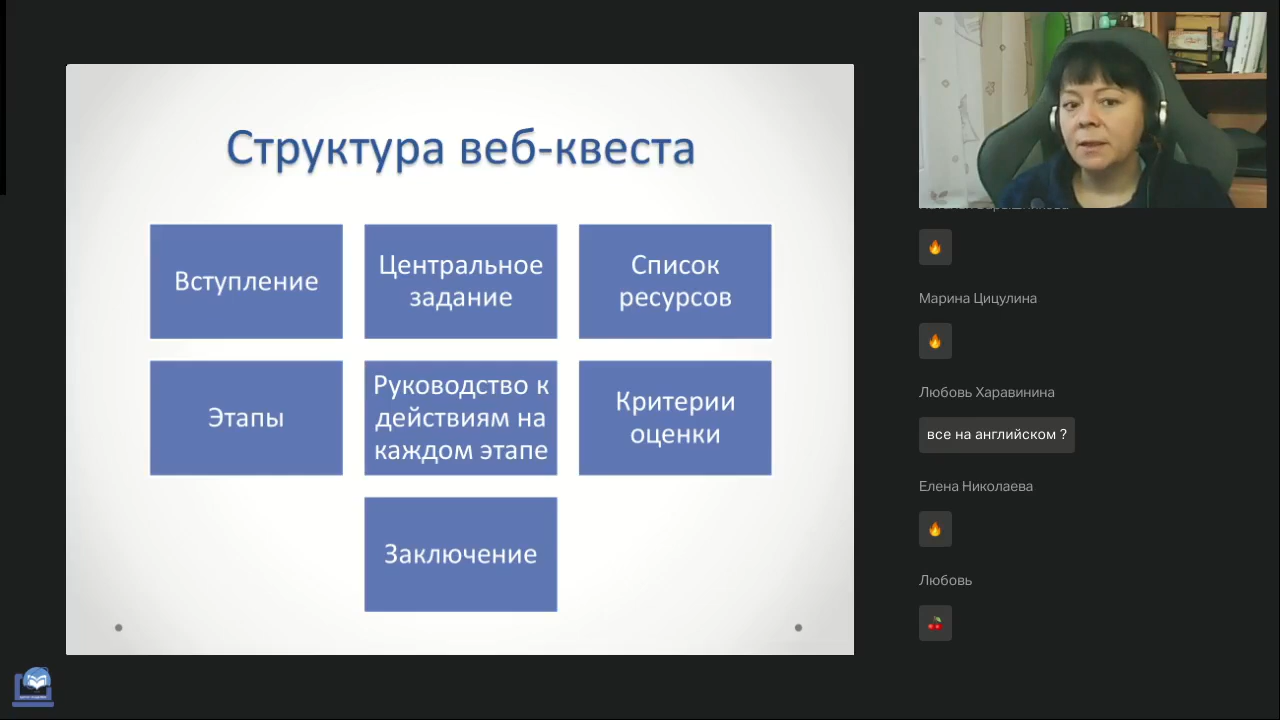 Структура веб-квеста
Вступление
Центральное
задание
Список
ресурсов
Этапы
Руководство к
действиям на
каждом этапе
Критерии
оценки
Заключение
Марина Цицулина
Любовь Харавинина
все на английском ?
Елена Николаева
Любовь